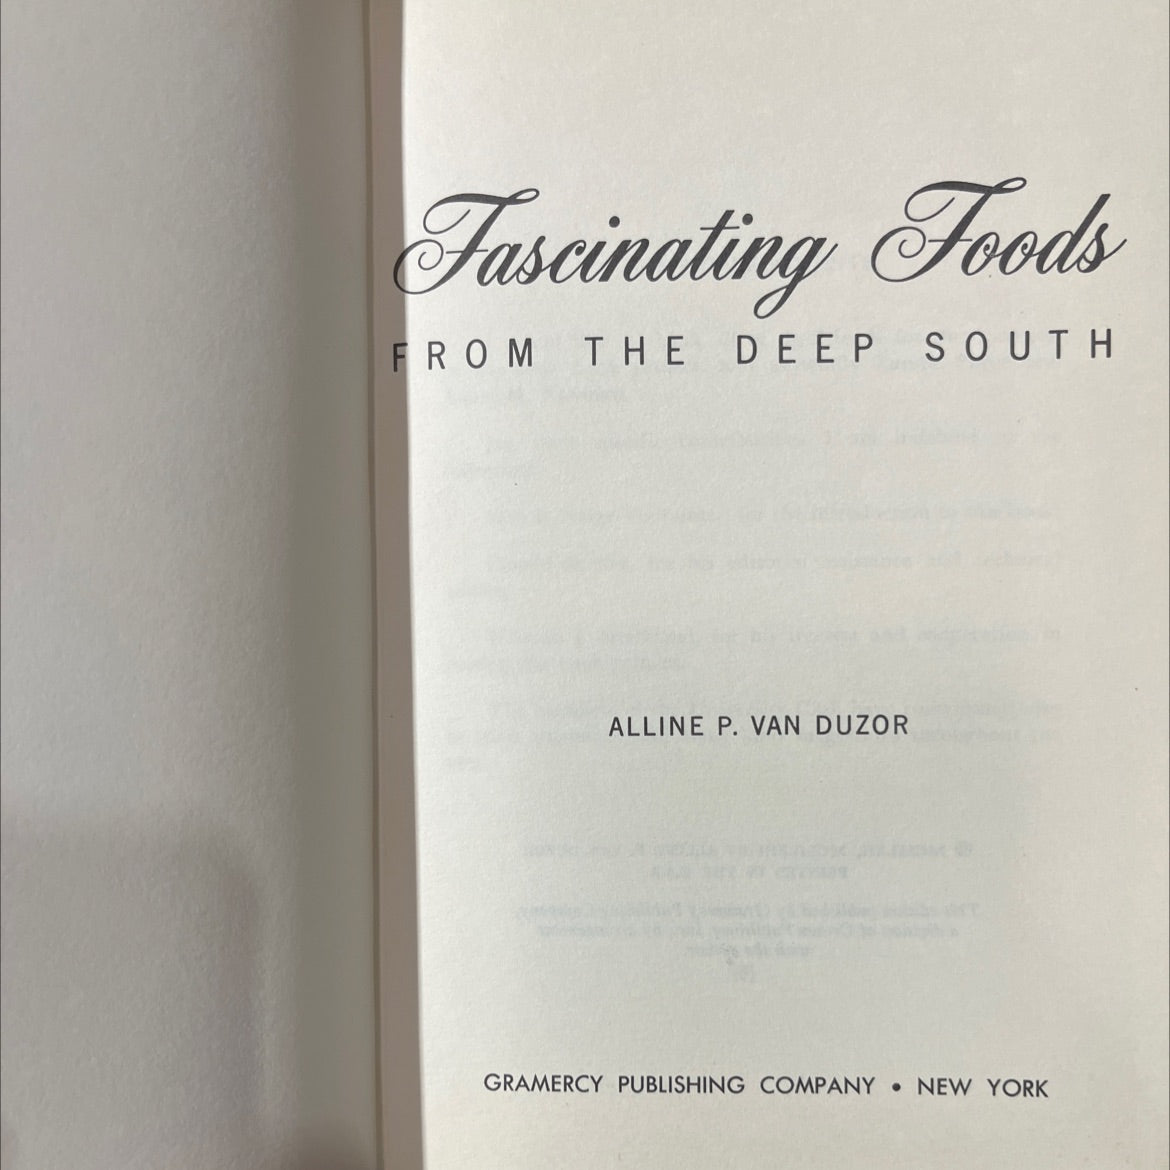 Fascinating Foods
FROM THE DEEP SOUTH
ALLINE P. VAN DUZOR
GRAMERCY PUBLISHING COMPANY • NEW YORK